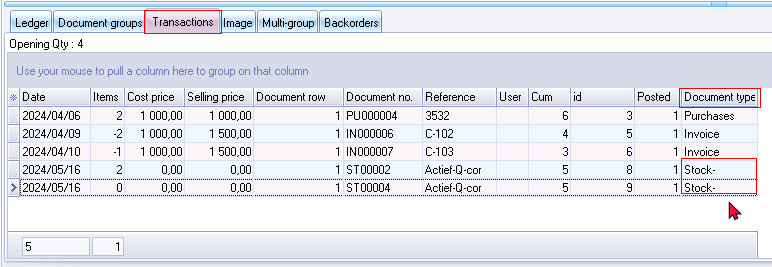 Ledger Document groups Transactions Image Multi-group Backorders
Opening Qty : 4
Use your mouse to pull a column here to group on that column
Date Items Cost price Selling price Document row Document no. Reference User Cum id Posted Document type
2024/04/06 2 1 000,00 1 000,00 1 PU000004 3532 6 3 1 Purchases
2024/04/09 -2 1 000,00 1 500,00 1 IN000006 C-102 4 5 1 Invoice
2024/04/10 -1 1 000,00 1 500,00 1 IN000007 C-103 3 6 1 Invoice
2024/05/16 2 0,00 0,00 1 ST00002 Actief-Q-cor 5 8 1 Stock-
2024/05/16 0 0,00 0,00 1 ST00004 Actief-Q-cor 5 9 1 Stock-
5 1